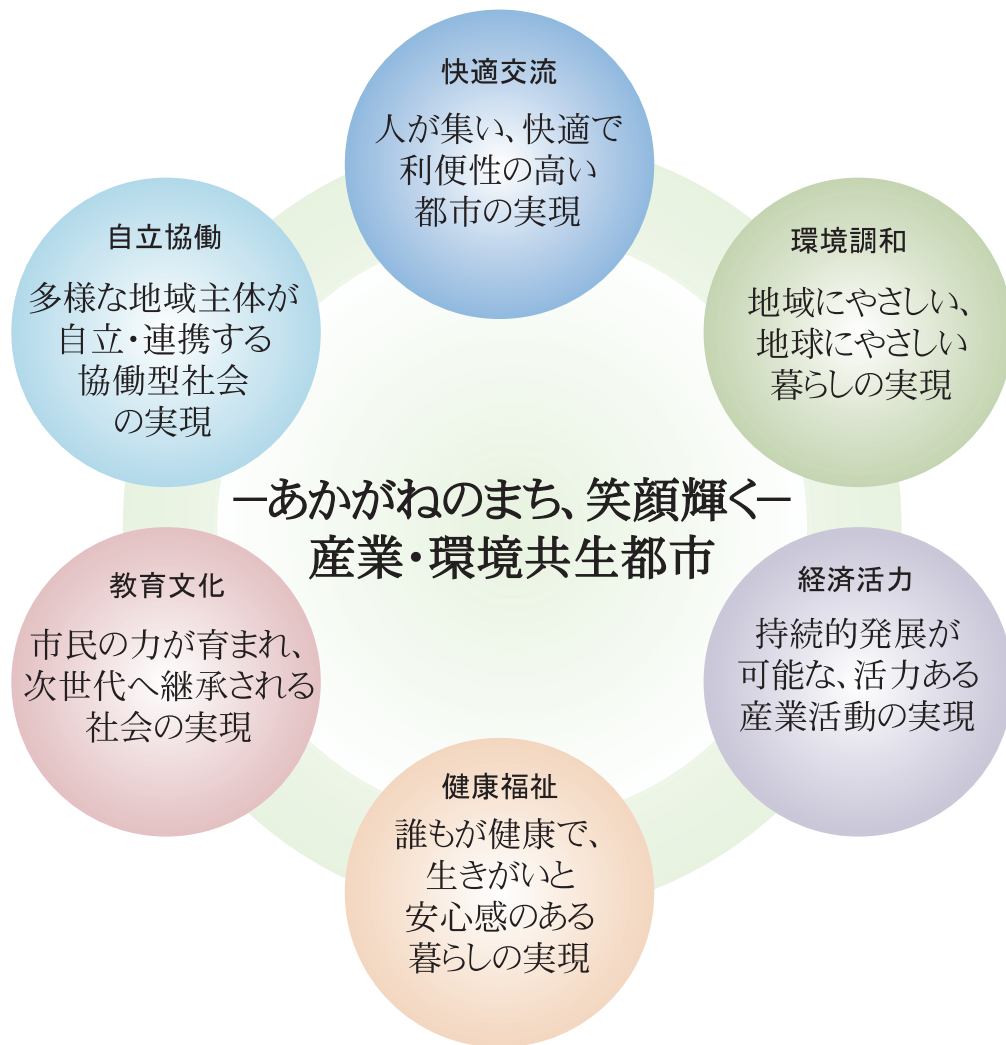 快適交流
人が集い、快適で
利便性の高い
都市の実現
環境調和
地域にやさしい、
地球にやさしい
暮らしの実現
経済活力
持続的発展が
可能な、活力ある
産業活動の実現
健康福祉
誰もが健康で、
生きがいと
安心感のある
暮らしの実現
教育文化
市民の力が育まれ、
次世代へ継承される
社会の実現
自立協働
多様な地域主体が
自立・連携する
協働型社会
の実現
－あかがねのまち、笑顔輝く－
産業・環境共生都市